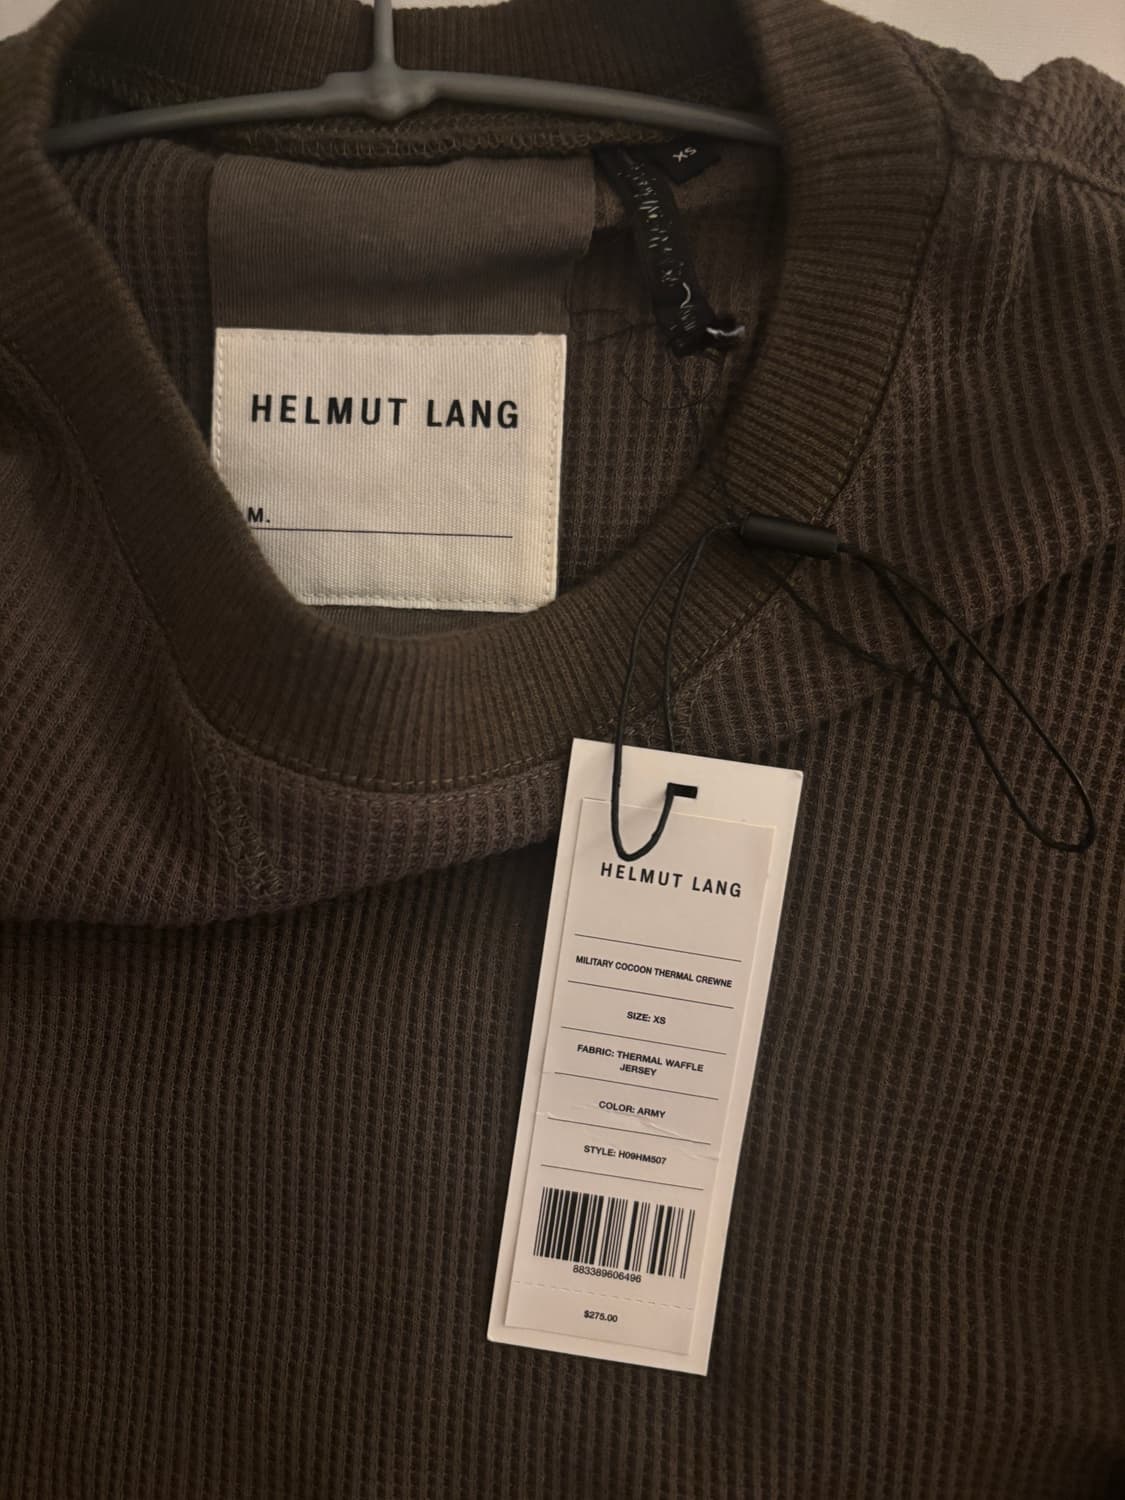 XS
HELMUT LANG
M.
HELMUT LANG
MILITARY COCOON THERMAL CREWNE
SIZE: XS
FABRIC: THERMAL WAFFLE
JERSEY
COLOR: ARMY
STYLE: H09HM507
883389606496
$275.00